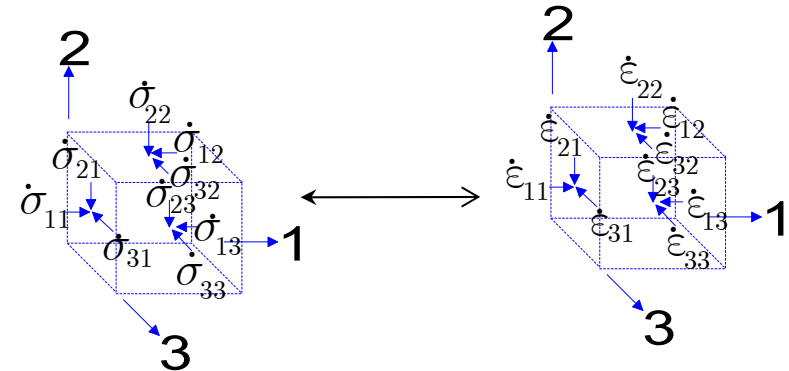 2
σ̇₂₂
σ̇₁₂
σ̇₂₁
σ̇₃₂
σ̇₁₁
σ̇₂₃
σ̇₁₃
σ̇₃₁
σ̇₃₃
1
3
2
ε̇₂₂
ε̇₁₂
ε̇₂₁
ε̇₃₂
ε̇₁₁
ε̇₂₃
ε̇₁₃
ε̇₃₁
ε̇₃₃
1
3